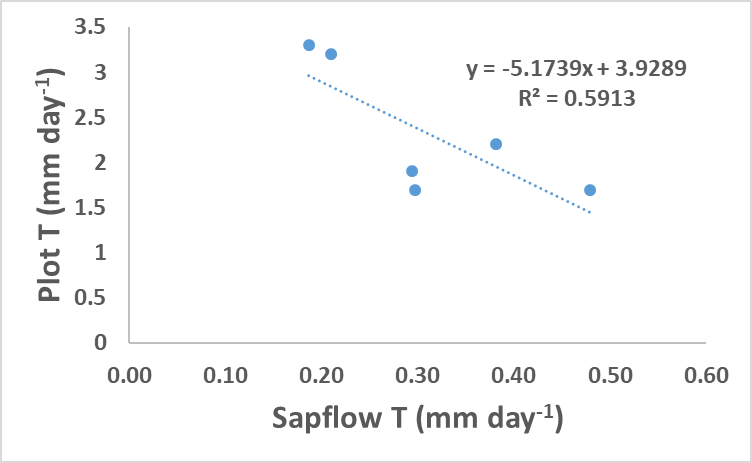 3.5
3
2.5
2
1.5
1
0.5
0
Plot T (mm day⁻¹)
y = -5.1739x + 3.9289
R² = 0.5913
0.00 0.10 0.20 0.30 0.40 0.50 0.60
Sapflow T (mm day⁻¹)